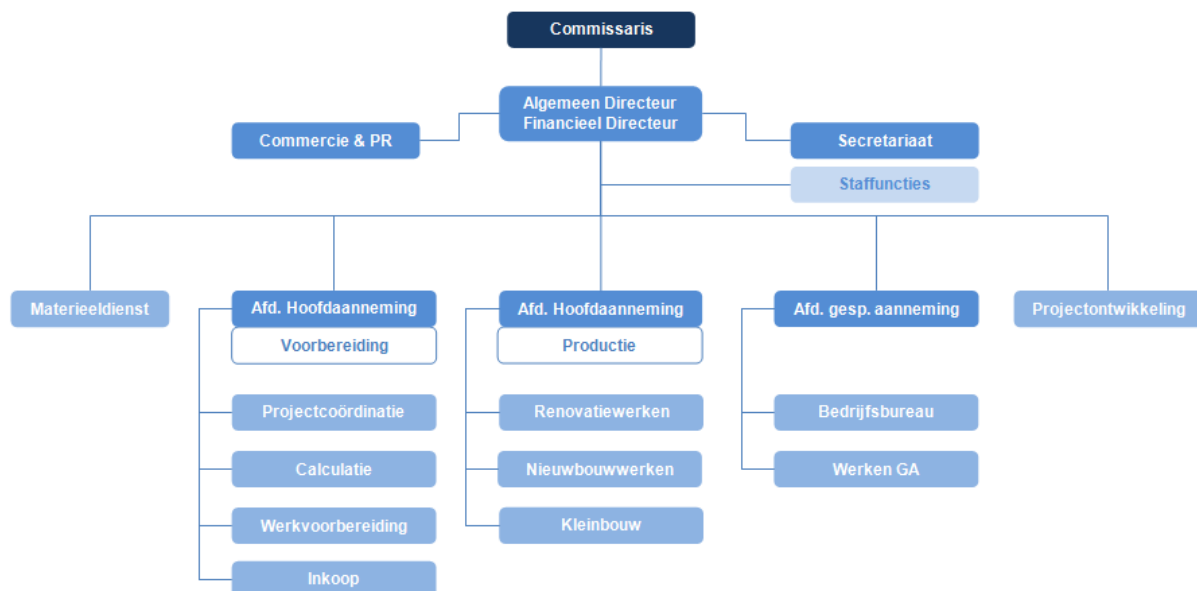 Commissaris
Algemeen Directeur
Financieel Directeur
Commercie & PR
Secretariaat
Staffuncties
Materieeldienst
Afd. Hoofdaanneming
Voorbereiding
Afd. Hoofdaanneming
Productie
Afd. gesp. aanneming
Projectontwikkeling
Projectcoördinatie
Renovatiewerken
Bedrijfsbureau
Calculatie
Nieuwbouwwerken
Werken GA
Werkvoorbereiding
Kleinbouw
Inkoop